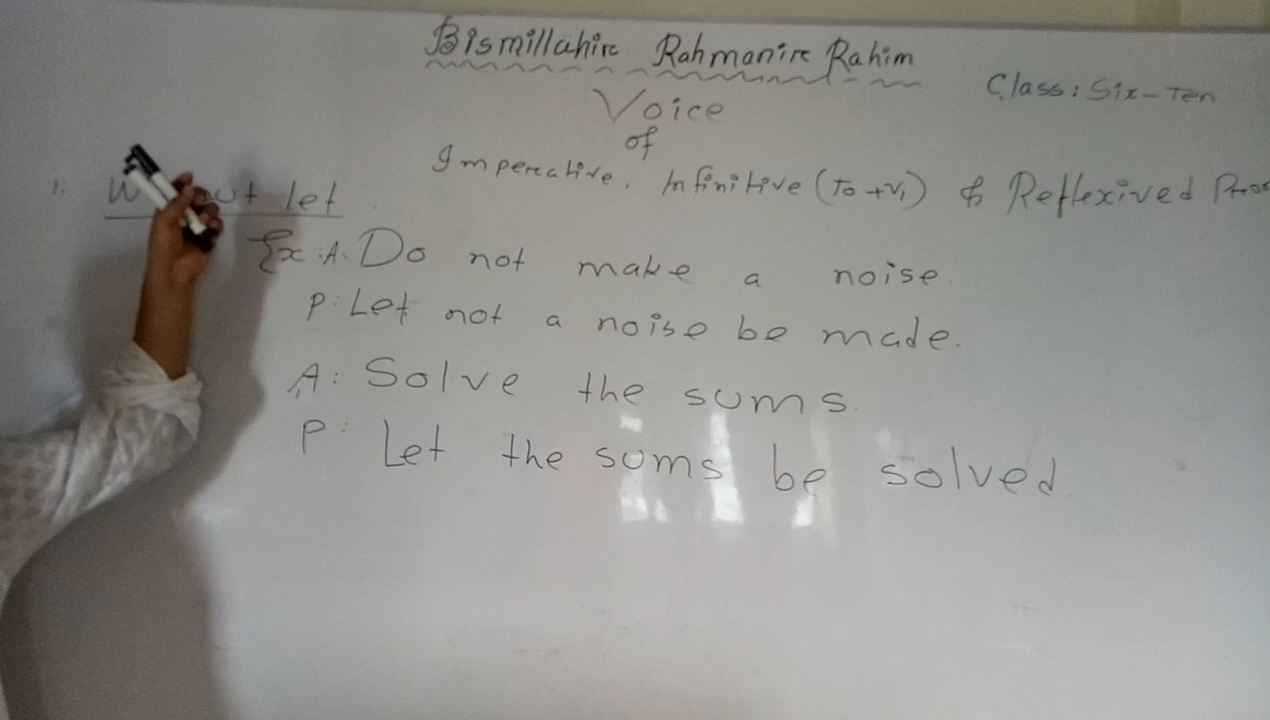 Bismillahir Rahmanir Rahim
Class: Six-Ten
Voice
of
Imperative, Infinitive (To +V1) & Reflexived
1. let
Ex: A. Do not make a noise.
P: Let not a noise be made.
A: Solve the sums.
P: Let the sums be solved